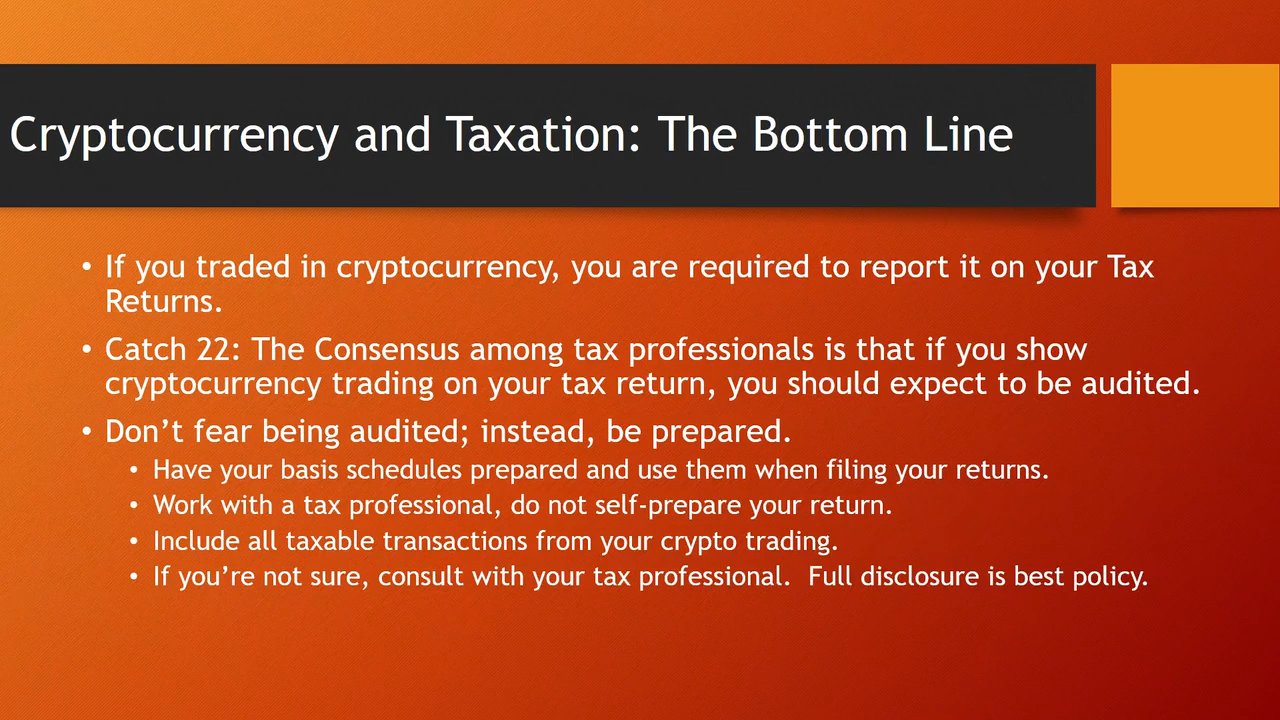 Cryptocurrency and Taxation: The Bottom Line
• If you traded in cryptocurrency, you are required to report it on your Tax
Returns.
• Catch 22: The Consensus among tax professionals is that if you show
cryptocurrency trading on your tax return, you should expect to be audited.
• Don’t fear being audited; instead, be prepared.
• Have your basis schedules prepared and use them when filing your returns.
• Work with a tax professional, do not self-prepare your return.
• Include all taxable transactions from your crypto trading.
• If you’re not sure, consult with your tax professional.  Full disclosure is best policy.